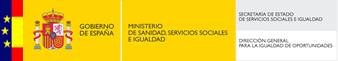 GOBIERNO
DE ESPAÑA
MINISTERIO
DE SANIDAD, SERVICIOS SOCIALES
E IGUALDAD
SECRETARÍA DE ESTADO
DE SERVICIOS SOCIALES E IGUALDAD
DIRECCIÓN GENERAL
PARA LA IGUALDAD DE OPORTUNIDADES